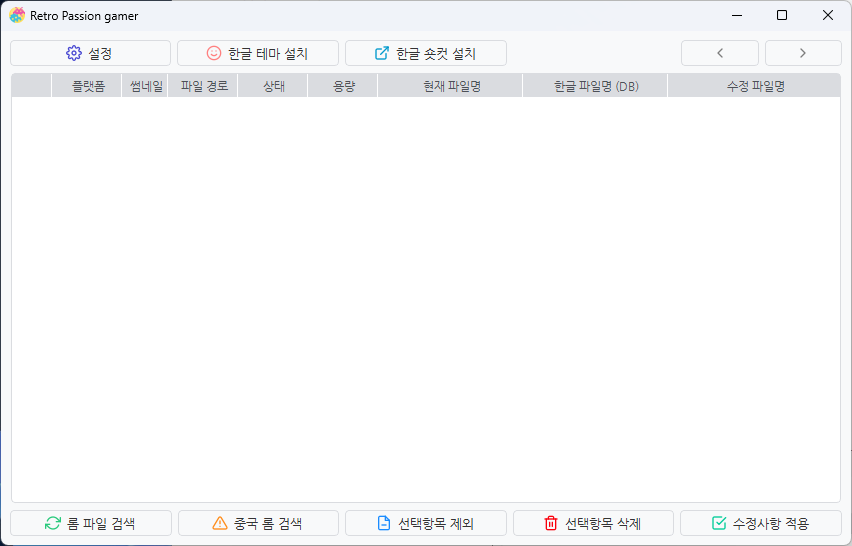 Retro Passion gamer
설정 한글 테마 설치 한글 숏컷 설치
플랫폼 썸네일 파일 경로 상태 용량 현재 파일명 한글 파일명 (DB) 수정 파일명
롬 파일 검색 중국 롬 검색 선택항목 제외 선택항목 삭제 수정사항 적용